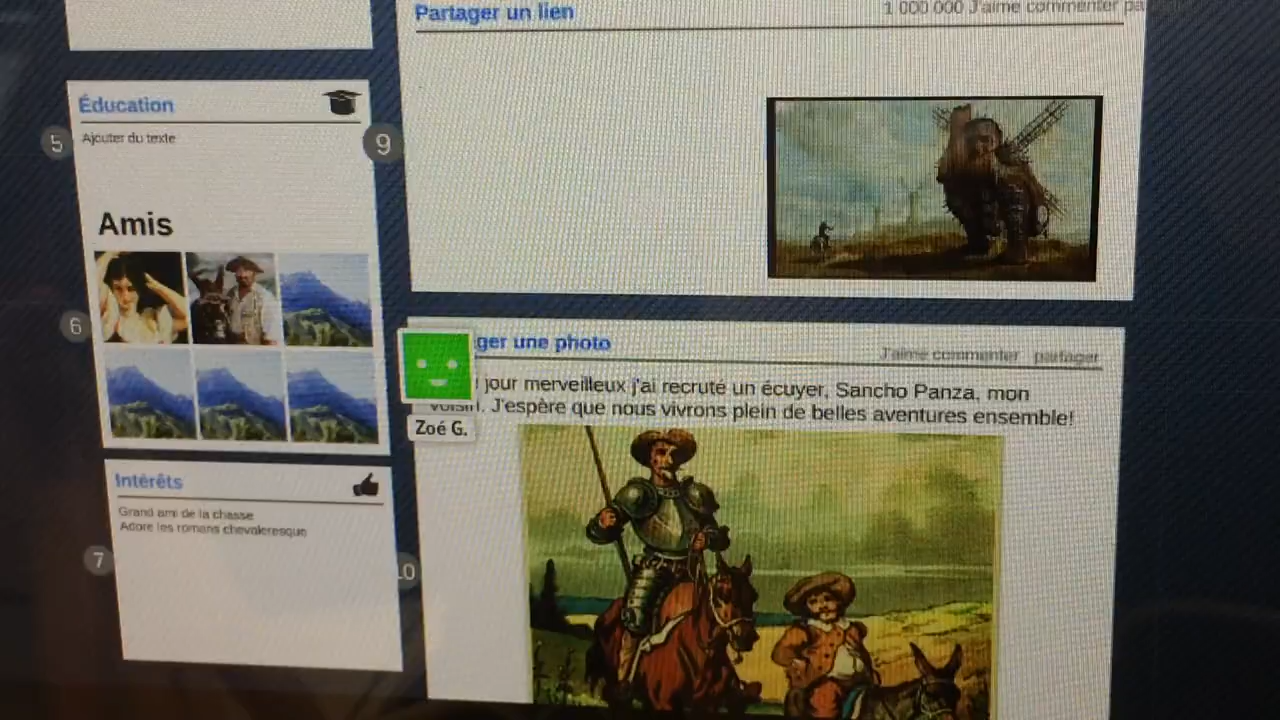 Partager un lien
1 000 000 J'aime commenter
Éducation
5
Ajouter du texte
9
Amis
6
ger une photo
J'aime commenter partager
jour merveilleux j'ai recruté un écuyer, Sancho Panza, mon
voisin. J'espère que nous vivrons plein de belles aventures ensemble!
Zoé G.
Intérêts
Grand ami de la chasse
Adore les romans chevaleresque
7
10